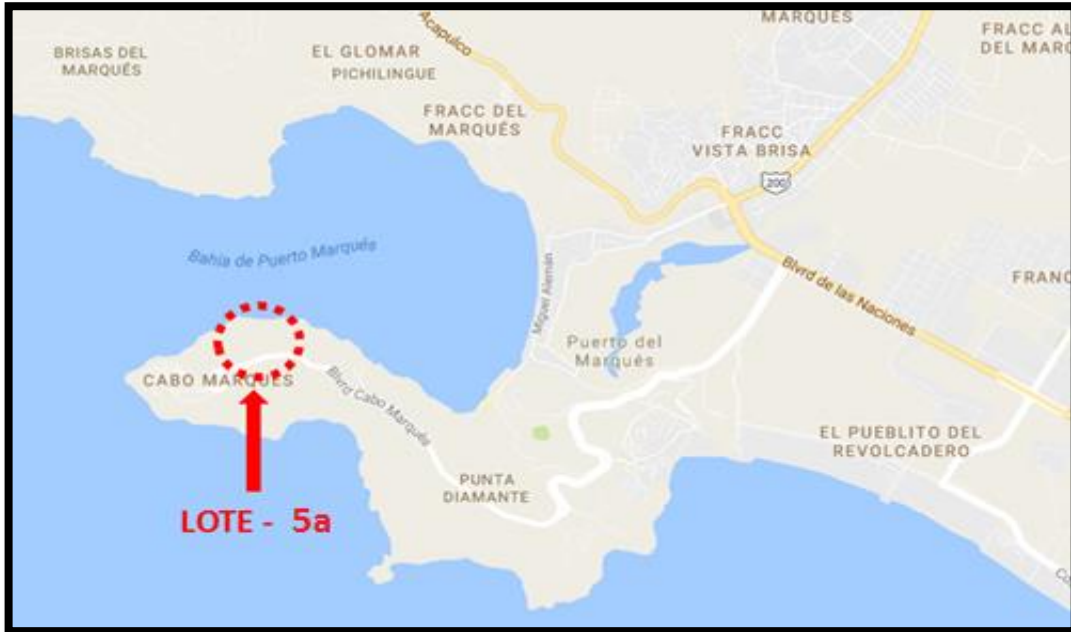 MARQUÉS
Acapulco
BRISAS DEL
MARQUÉS
EL GLOMAR
PICHILINGUE
FRACC AL
DEL MARQ
FRACC DEL
MARQUÉS
FRACC
VISTA BRISA
200
Bahía de Puerto Marqués
Miguel Alemán
Blvrd de las Naciones
FRANC
Puerto del
Marqués
CABO MARQUÉS
Blvrd Cabo Marqués
EL PUEBLITO DEL
REVOLCADERO
PUNTA
DIAMANTE
LOTE - 5a